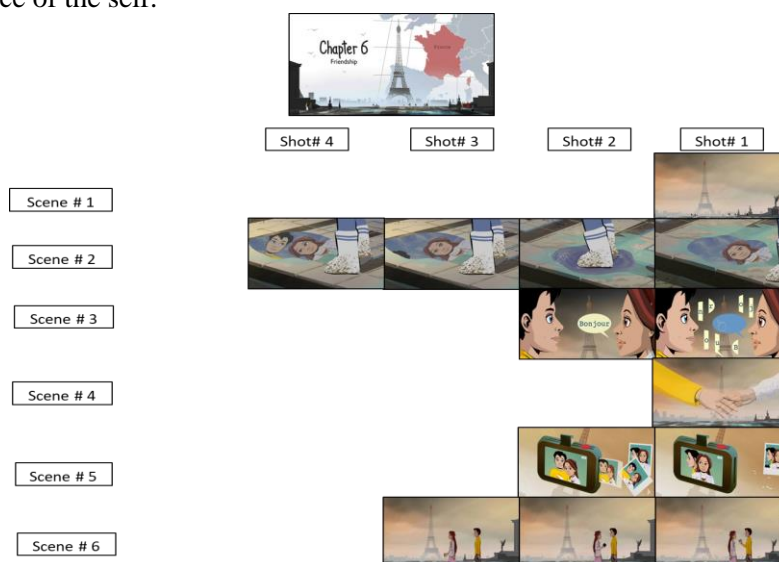 ce of the self.
Chapter 6
Friendship
France
Shot# 4 Shot# 3 Shot# 2 Shot# 1
Scene # 1
Scene # 2
Scene # 3
Bonjour
Scene # 4
Scene # 5
Scene # 6